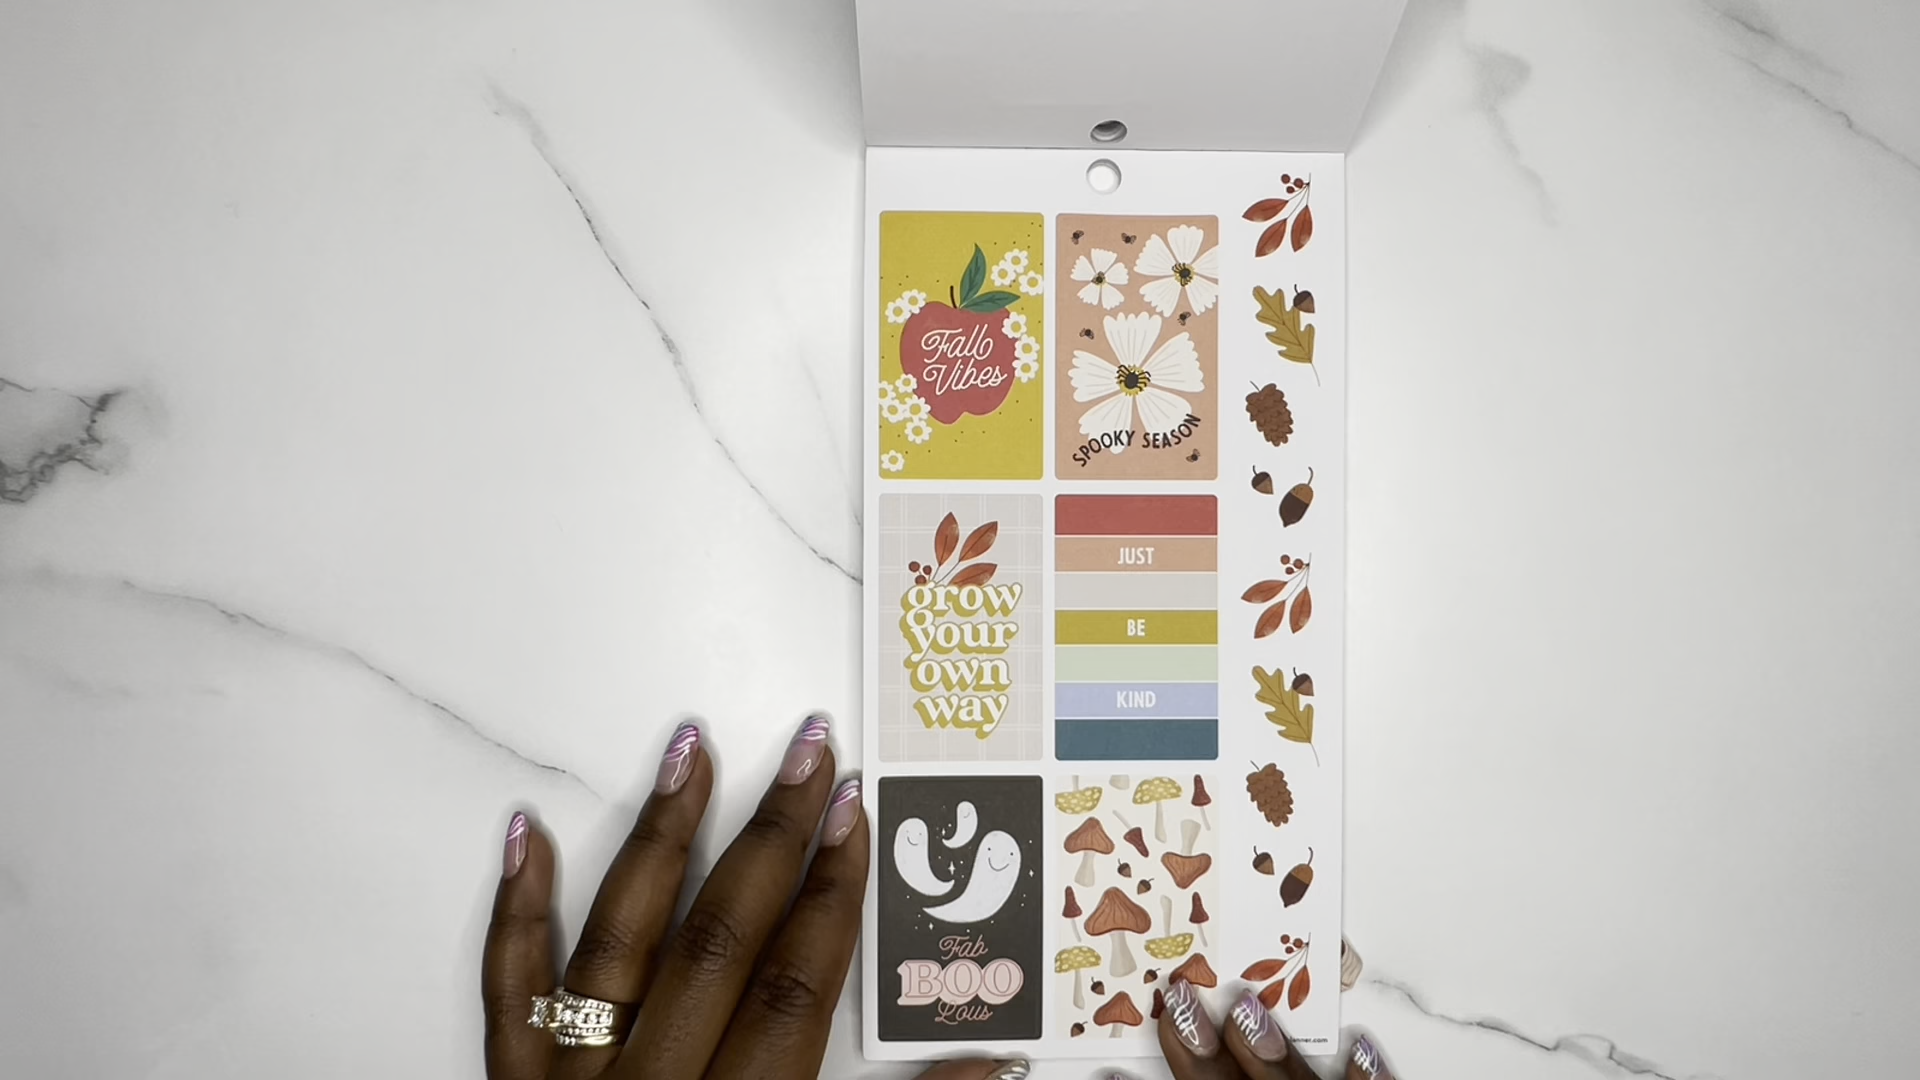 Fall
Vibes
SPOOKY SEASON
grow
your
own
way
JUST
BE
KIND
Fab
BOO
Lous